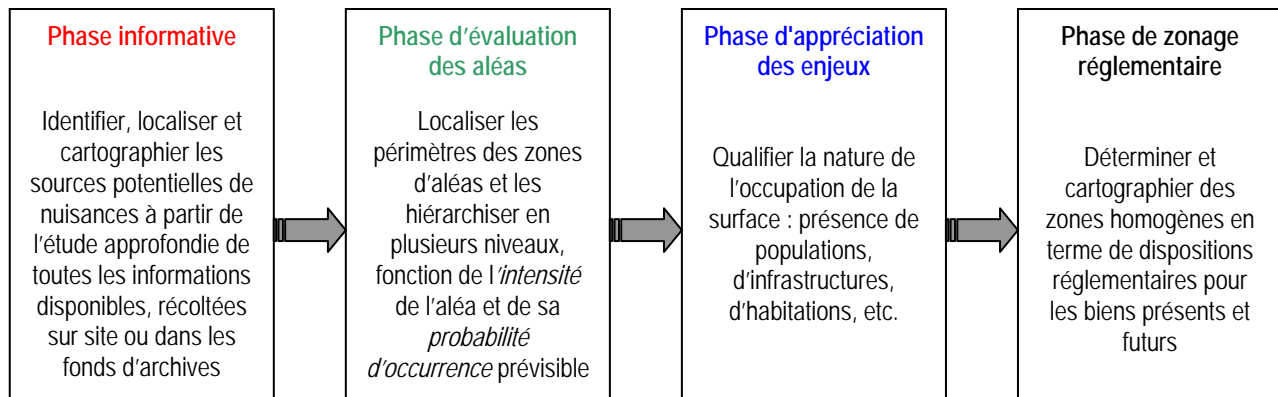 Phase informative
Identifier, localiser et
cartographier les
sources potentielles de
nuisances à partir de
l'étude approfondie de
toutes les informations
disponibles, récoltées
sur site ou dans les
fonds d'archives
Phase d'évaluation
des aléas
Localiser les
périmètres des zones
d'aléas et les
hiérarchiser en
plusieurs niveaux,
fonction de l'intensité
de l'aléa et de sa
probabilité
d'occurrence prévisible
Phase d'appréciation
des enjeux
Qualifier la nature de
l'occupation de la
surface : présence de
populations,
d'infrastructures,
d'habitations, etc.
Phase de zonage
réglementaire
Déterminer et
cartographier des
zones homogènes en
terme de dispositions
réglementaires pour
les biens présents et
futurs